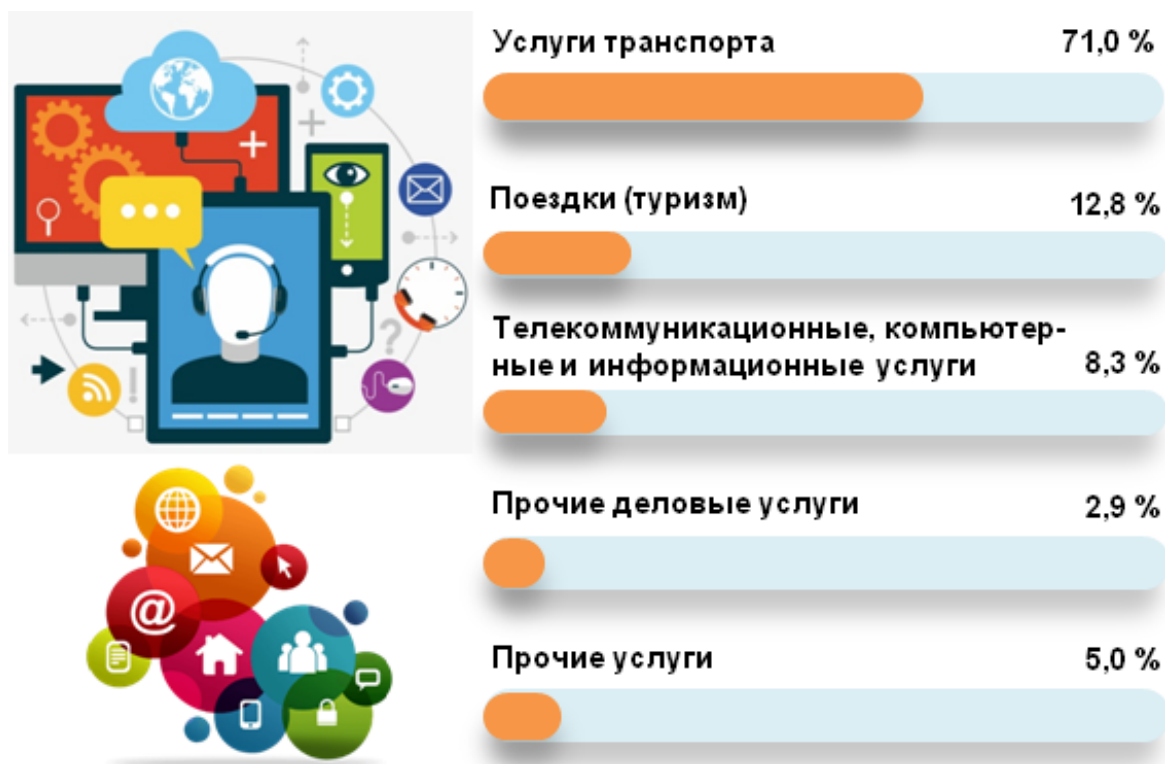 Услуги транспорта 71,0 %
Поездки (туризм) 12,8 %
Телекоммуникационные, компьютер-
ные и информационные услуги 8,3 %
Прочие деловые услуги 2,9 %
Прочие услуги 5,0 %